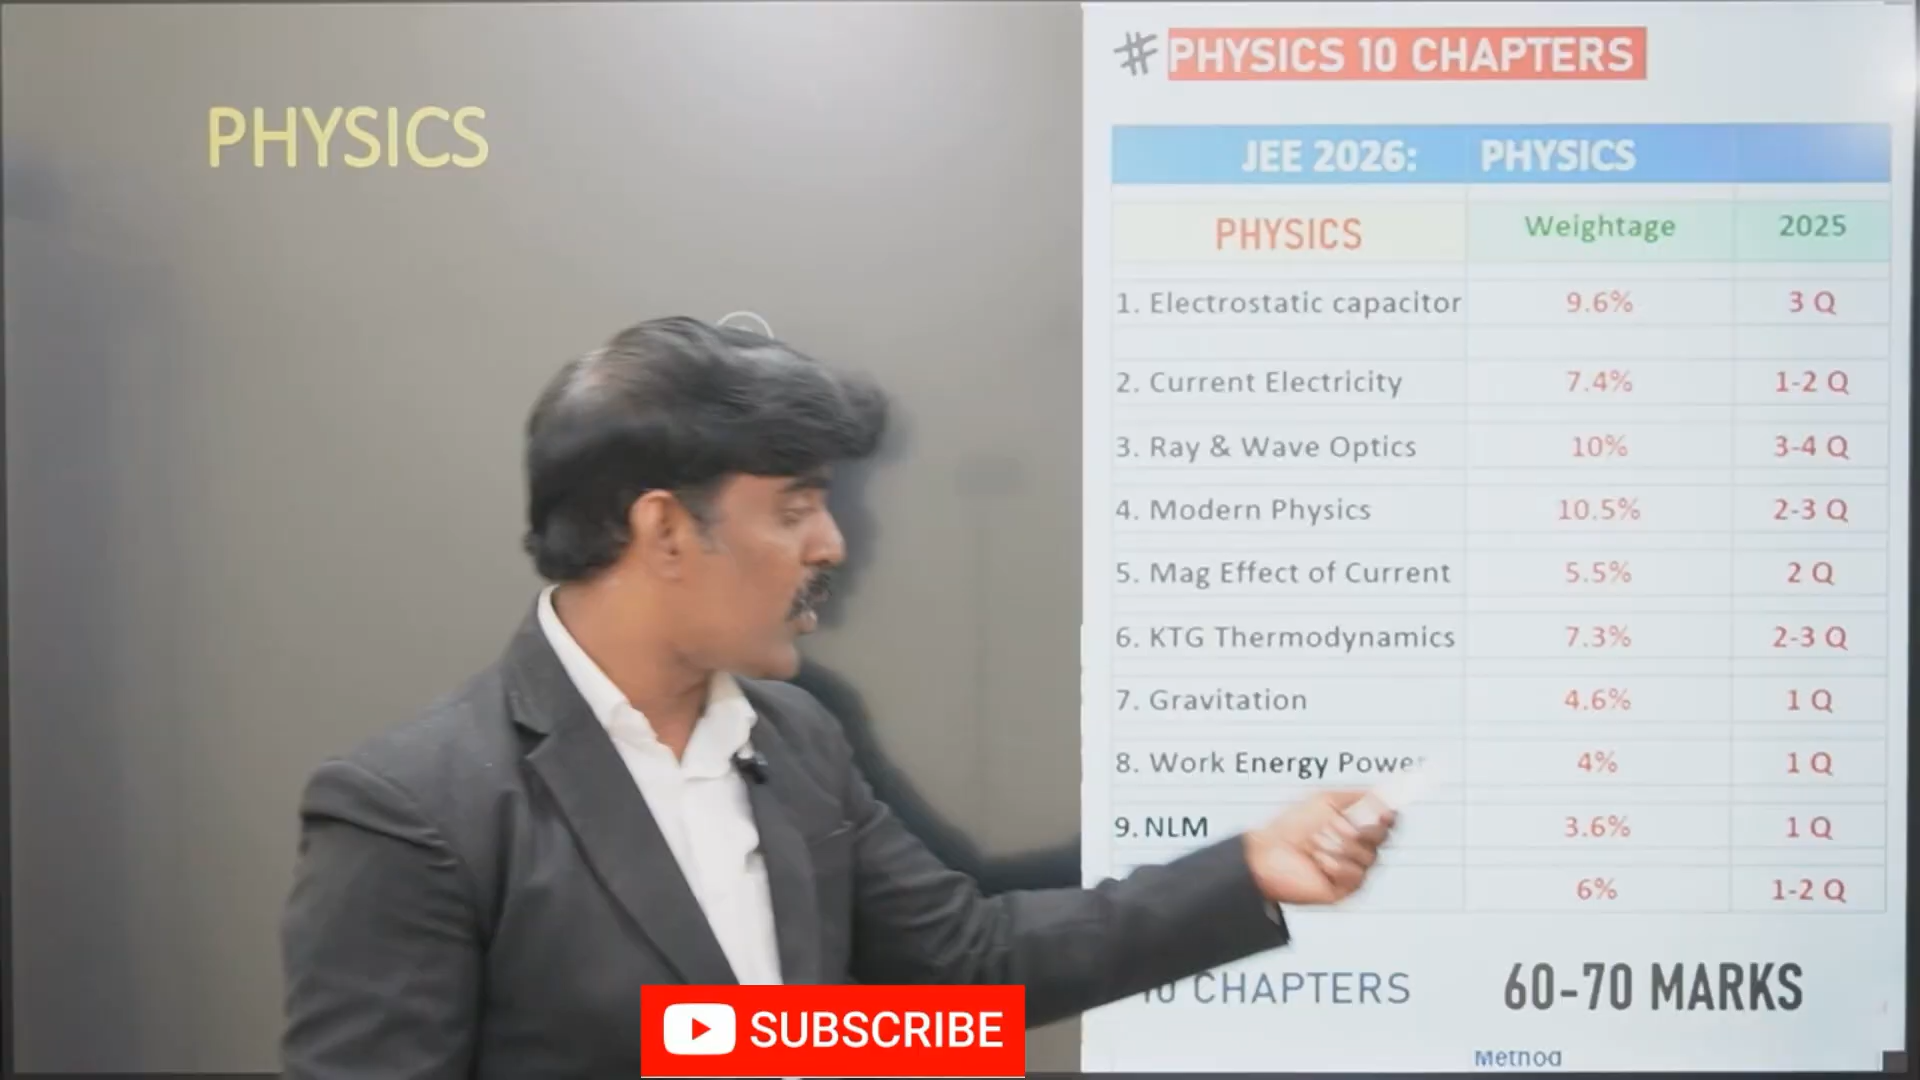 PHYSICS
# PHYSICS 10 CHAPTERS
JEE 2026: PHYSICS
PHYSICS Weightage 2025
1. Electrostatic capacitor 9.6% 3 Q
2. Current Electricity 7.4% 1-2 Q
3. Ray & Wave Optics 10% 3-4 Q
4. Modern Physics 10.5% 2-3 Q
5. Mag Effect of Current 5.5% 2 Q
6. KTG Thermodynamics 7.3% 2-3 Q
7. Gravitation 4.6% 1 Q
8. Work Energy Power 4% 1 Q
9. NLM 3.6% 1 Q
6% 1-2 Q
10 CHAPTERS 60-70 MARKS
Method
SUBSCRIBE